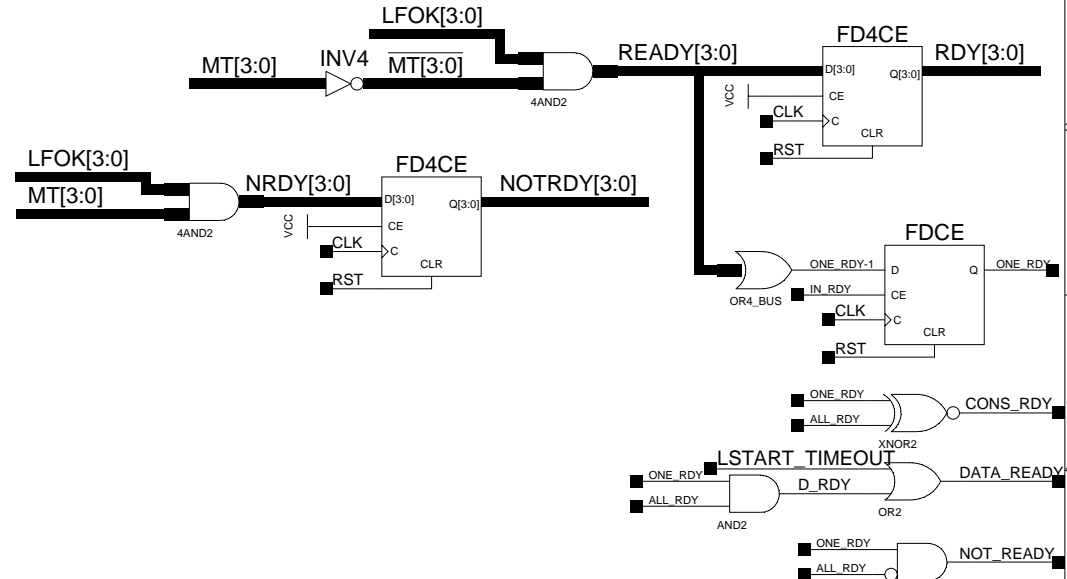 LFOK[3:0]
MT[3:0]
INV4
MT[3:0]
4AND2
READY[3:0]
FD4CE
RDY[3:0]
D[3:0]
Q[3:0]
VCC
CE
CLK
C
CLR
RST
LFOK[3:0]
MT[3:0]
4AND2
NRDY[3:0]
FD4CE
NOTRDY[3:0]
D[3:0]
Q[3:0]
VCC
CE
CLK
C
CLR
RST
OR4_BUS
FDCE
ONE_RDY-1
D
Q
ONE_RDY
IN_RDY
CE
CLK
C
CLR
RST
ONE_RDY
ALL_RDY
XNOR2
CONS_RDY
LSTART_TIMEOUT
ONE_RDY
ALL_RDY
AND2
D_RDY
OR2
DATA_READY
ONE_RDY
ALL_RDY
NOT_READY